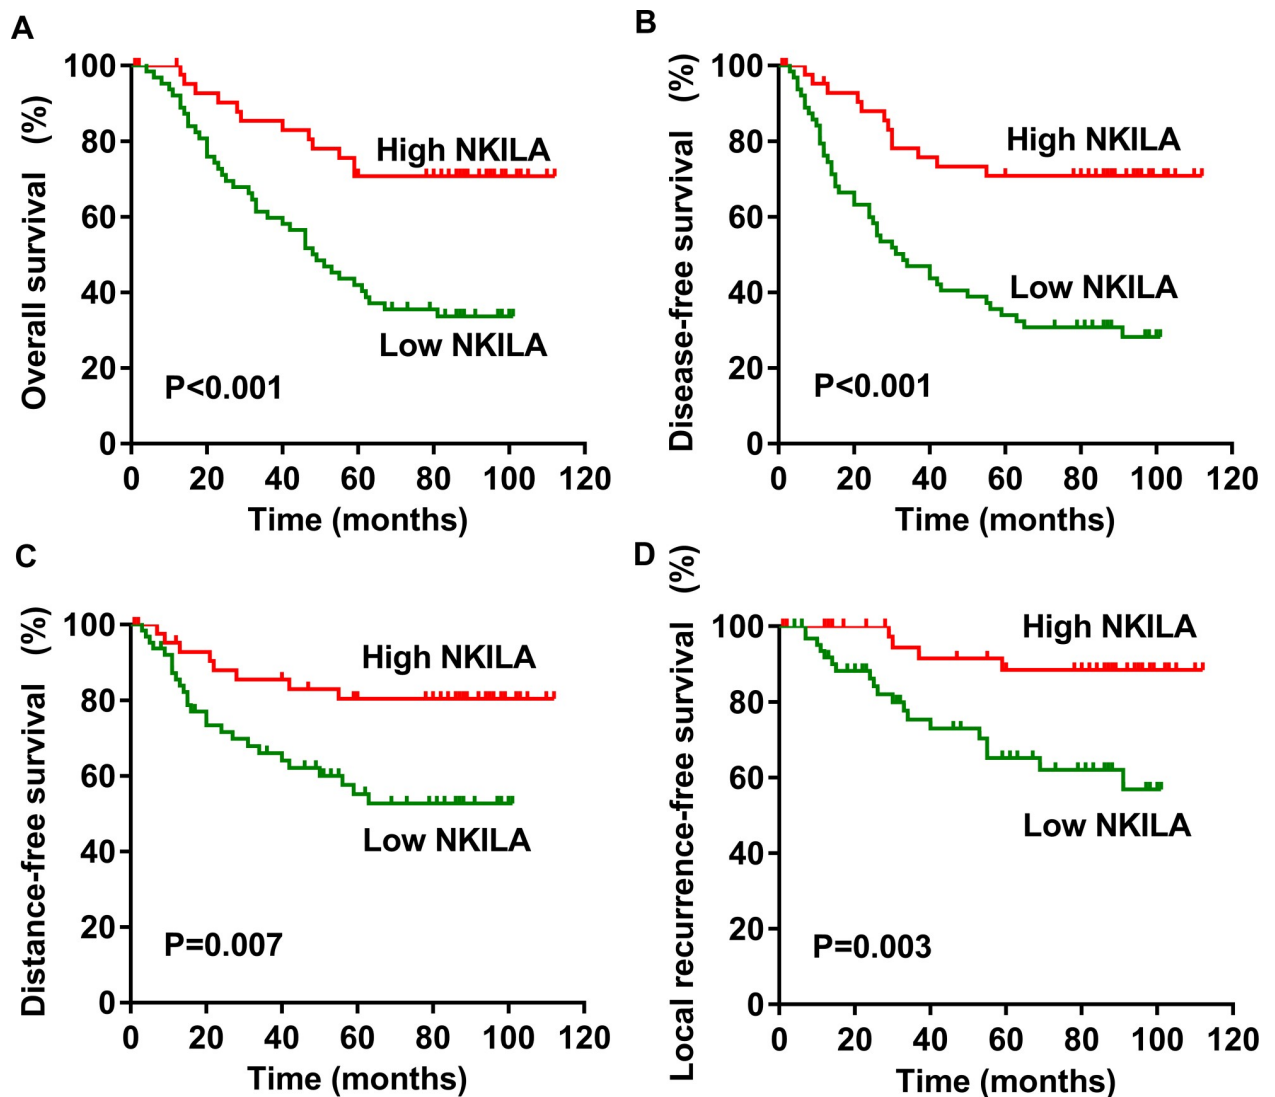 A
Overall survival (%)
100
80
60
40
20
0
High NKILA
Low NKILA
P<0.001
0 20 40 60 80 100 120
Time (months)
B
Disease-free survival (%)
100
80
60
40
20
0
High NKILA
Low NKILA
P<0.001
0 20 40 60 80 100 120
Time (months)
C
Distance-free survival (%)
100
80
60
40
20
0
High NKILA
Low NKILA
P=0.007
0 20 40 60 80 100 120
Time (months)
D
Local recurrence-free survival (%)
100
80
60
40
20
0
High NKILA
Low NKILA
P=0.003
0 20 40 60 80 100 120
Time (months)